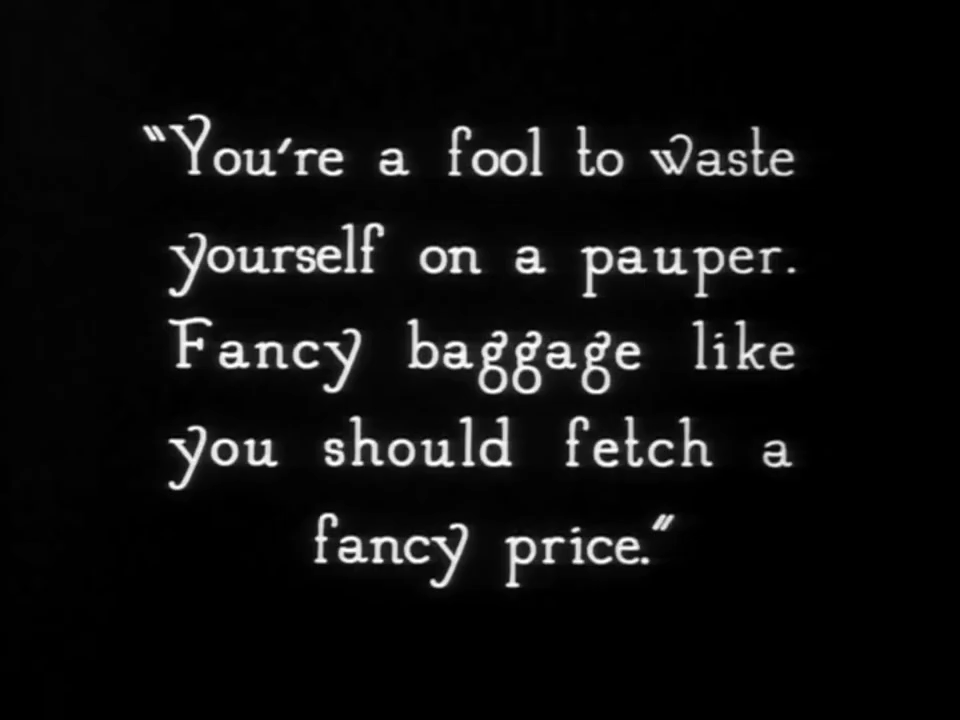 "You're a fool to waste
yourself on a pauper.
Fancy baggage like
you should fetch a
fancy price."